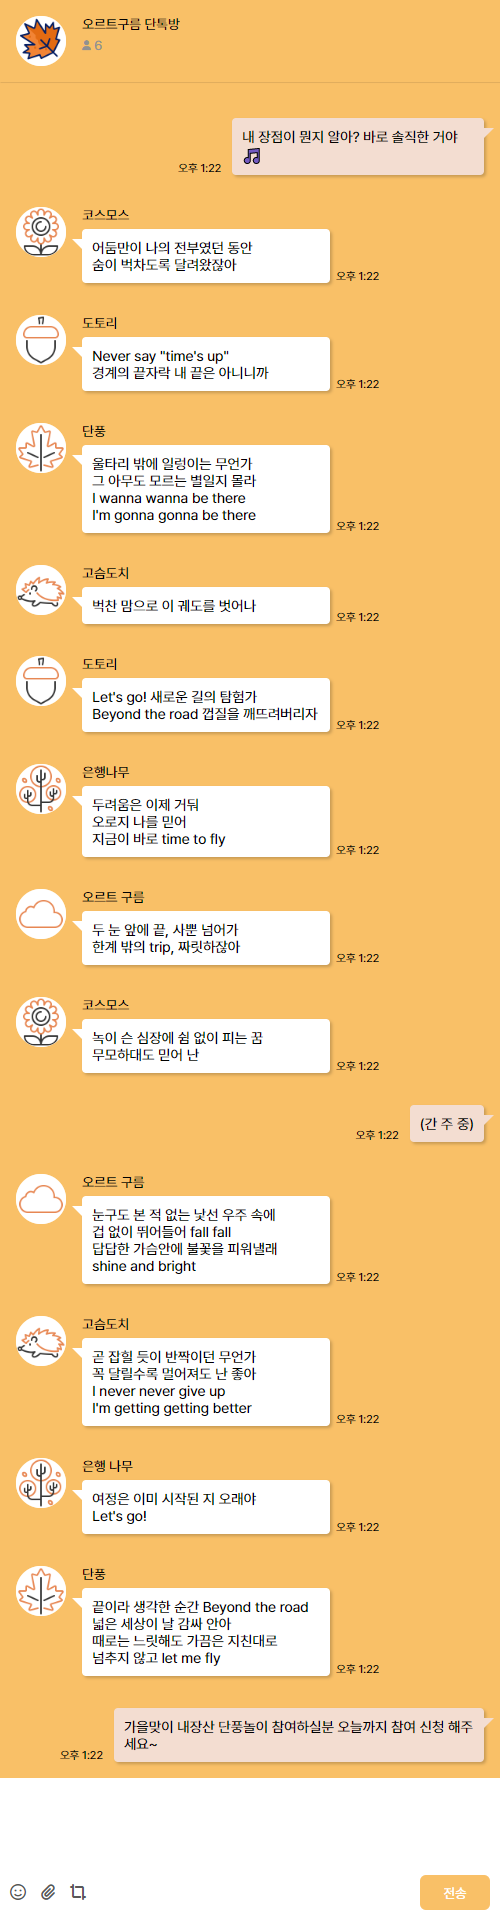 오르트구름 단톡방
6
내 장점이 뭔지 알아? 바로 솔직한 거야
오후 1:22
코스모스
어둠만이 나의 전부였던 동안
숨이 벅차도록 달려왔잖아
오후 1:22
도토리
Never say "time's up"
경계의 끝자락 내 끝은 아니니까
오후 1:22
단풍
울타리 밖에 일렁이는 무언가
그 아무도 모르는 별일지 몰라
I wanna wanna be there
I'm gonna gonna be there
오후 1:22
고슴도치
벅찬 맘으로 이 궤도를 벗어나
오후 1:22
도토리
Let's go! 새로운 길의 탐험가
Beyond the road 껍질을 깨뜨려버리자
오후 1:22
은행나무
두려움은 이제 거둬
오로지 나를 믿어
지금이 바로 time to fly
오후 1:22
오르트 구름
두 눈 앞에 끝, 사뿐 넘어가
한계 밖의 trip, 짜릿하잖아
오후 1:22
코스모스
녹이 슨 심장에 쉼 없이 피는 꿈
무모하대도 믿어 난
오후 1:22
(간 주 중)
오후 1:22
오르트 구름
눈구도 본 적 없는 낯선 우주 속에
겁 없이 뛰어들어 fall fall
답답한 가슴안에 불꽃을 피워낼래
shine and bright
오후 1:22
고슴도치
곧 잡힐 듯이 반짝이던 무언가
꼭 달릴수록 멀어져도 난 좋아
I never never give up
I'm getting getting better
오후 1:22
은행 나무
여정은 이미 시작된 지 오래야
Let's go!
오후 1:22
단풍
끝이라 생각한 순간 Beyond the road
넓은 세상이 날 감싸 안아
때로는 느릿해도 가끔은 지친대로
넘추지 않고 let me fly
오후 1:22
가을맞이 내장산 단풍놀이 참여하실분 오늘까지 참여 신청 해주
세요~
오후 1:22
전송